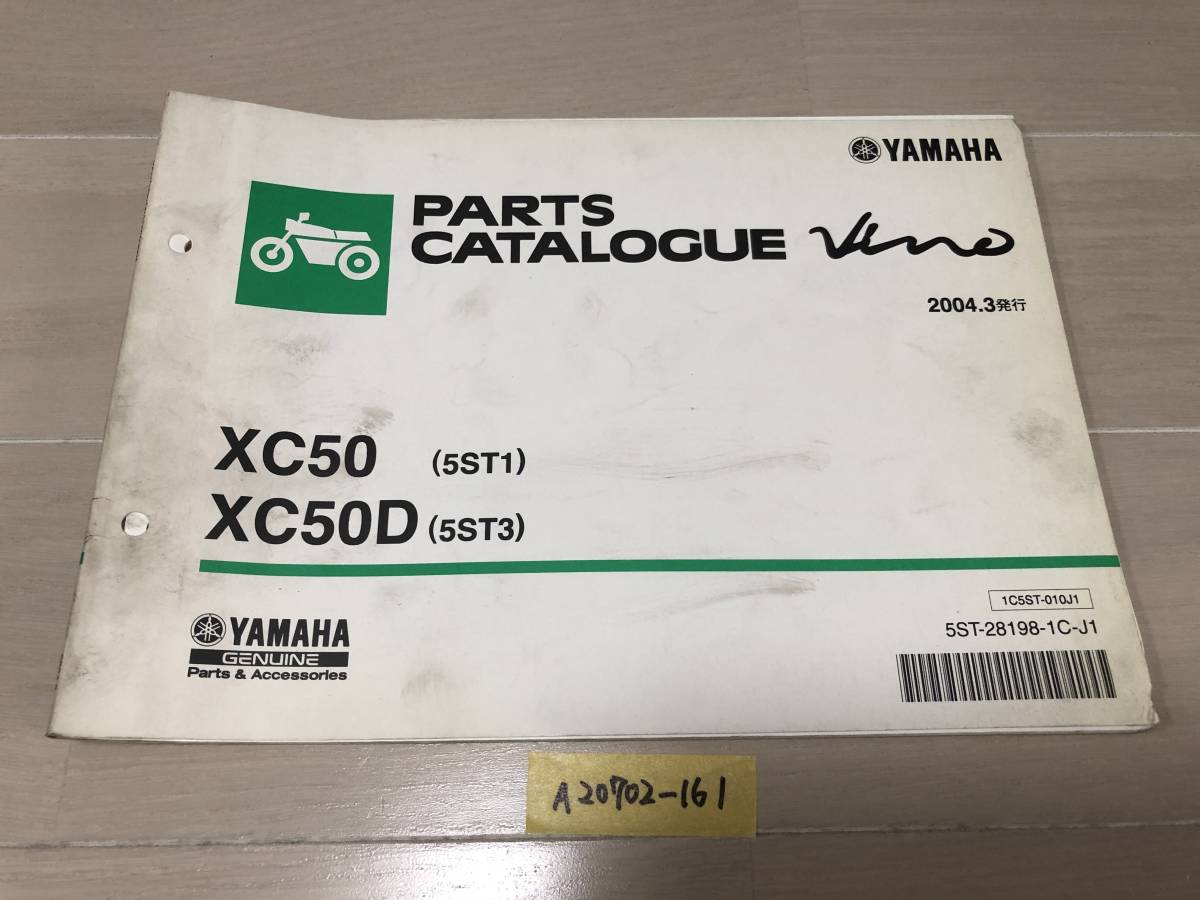 YAMAHA
PARTS
CATALOGUE Vino
2004.3発行
XC50 (5ST1)
XC50D (5ST3)
1C5ST-010J1
5ST-28198-1C-J1
YAMAHA
GENUINE
Parts & Accessories
A20702-161